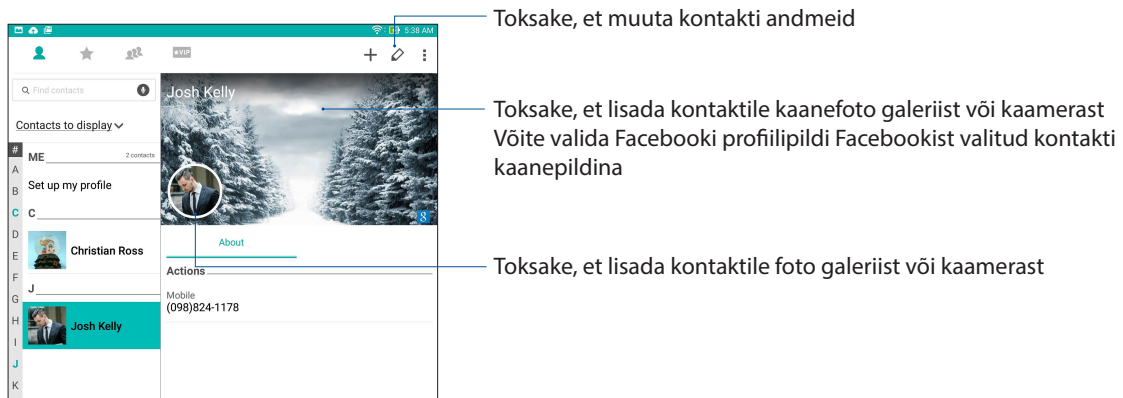 5:38 AM
Toksake, et muuta kontakti andmeid
VIP
Find contacts
Josh Kelly
Toksake, et lisada kontaktile kaanefoto galeriist või kaamerast
Võite valida Facebooki profiilipildi Facebookist valitud kontakti
kaanepildina
Contacts to display
#
ME
2 contacts
A
Set up my profile
B
C
C
8
D
About
Christian Ross
E
Toksake, et lisada kontaktile foto galeriist või kaamerast
F
Actions
J
G
Mobile
(098)824-1178
H
Josh Kelly
I
J
K